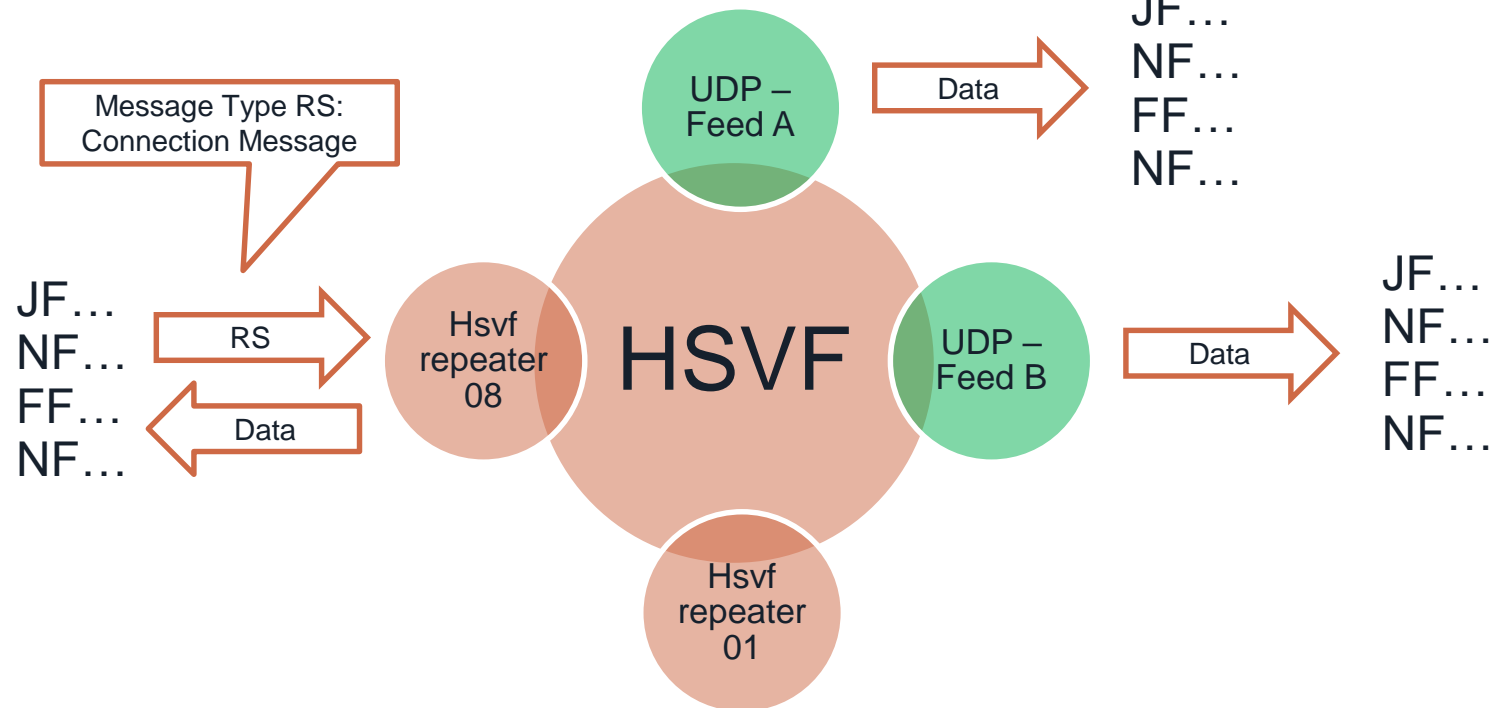 JF…
NF…
FF…
NF…
UDP –
Feed A
Data
Message Type RS:
Connection Message
JF…
NF…
FF…
NF…
RS
Data
Hsvf
repeater
08
HSVF
UDP –
Feed B
Data
JF…
NF…
FF…
NF…
Hsvf
repeater
01